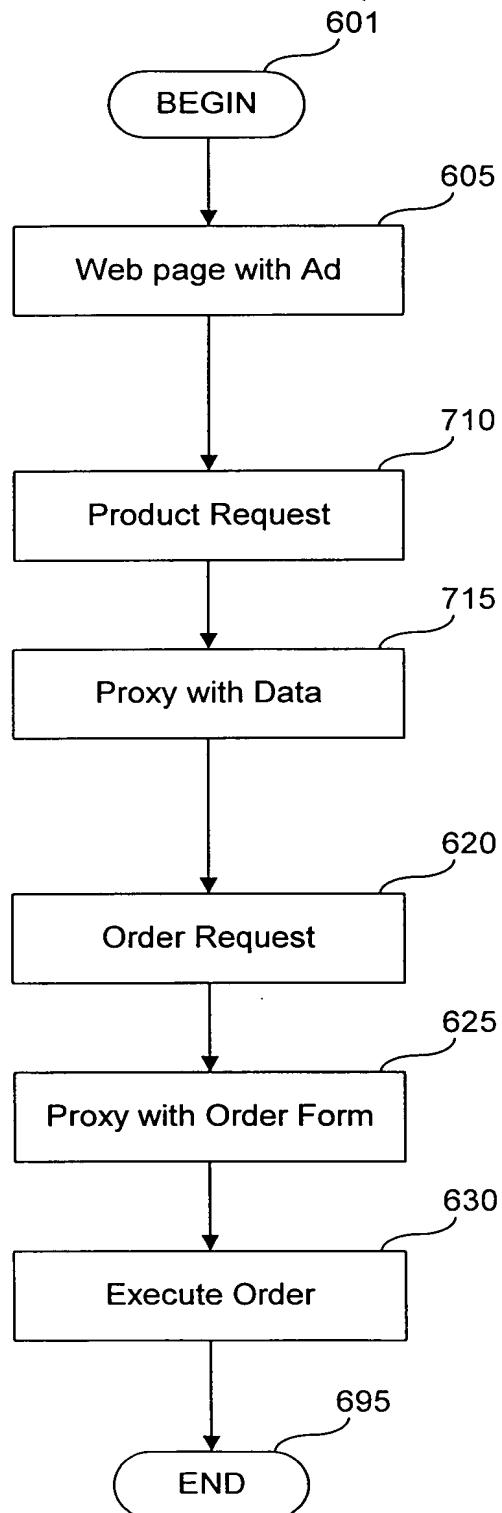 601
BEGIN
605
Web page with Ad
710
Product Request
715
Proxy with Data
620
Order Request
625
Proxy with Order Form
630
Execute Order
695
END